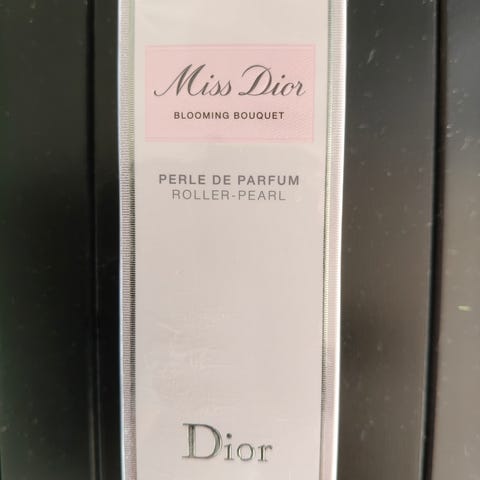 Miss Dior
BLOOMING BOUQUET
PERLE DE PARFUM
ROLLER-PEARL
Dior